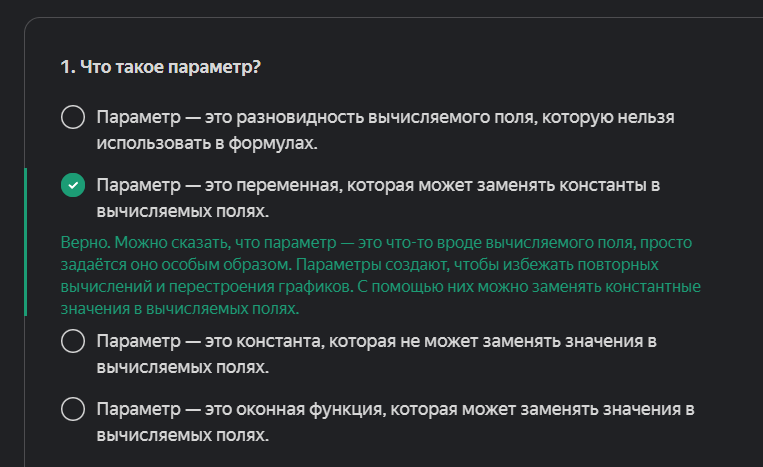 1. Что такое параметр?
Параметр — это разновидность вычисляемого поля, которую нельзя
использовать в формулах.
Параметр — это переменная, которая может заменять константы в
вычисляемых полях.
Верно. Можно сказать, что параметр — это что-то вроде вычисляемого поля, просто
задаётся оно особым образом. Параметры создают, чтобы избежать повторных
вычислений и перестроения графиков. С помощью них можно заменять константные
значения в вычисляемых полях.
Параметр — это константа, которая не может заменять значения в
вычисляемых полях.
Параметр — это оконная функция, которая может заменять значения в
вычисляемых полях.